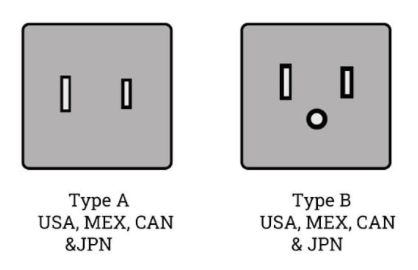 Type A
USA, MEX, CAN
&JPN
Type B
USA, MEX, CAN
& JPN